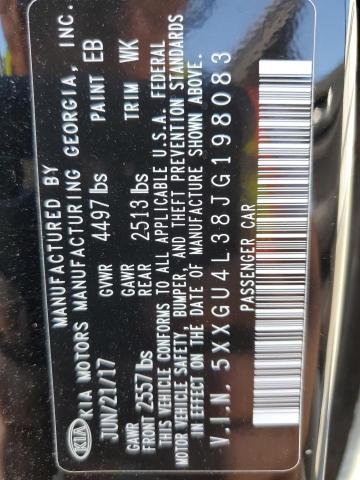 MANUFACTURED BY
KIA KIA MOTORS MANUFACTURING GEORGIA, INC.
JUN/21/17 GVWR 4497 lbs PAINT EB
GAWR FRONT 2557 lbs GAWR REAR 2513 lbs TRIM WK
THIS VEHICLE CONFORMS TO ALL APPLICABLE U.S.A. FEDERAL
MOTOR VEHICLE SAFETY, BUMPER, AND THEFT PREVENTION STANDARDS
IN EFFECT ON THE DATE OF MANUFACTURE SHOWN ABOVE.
V.I.N. 5XXGU4L38JG198083
PASSENGER CAR